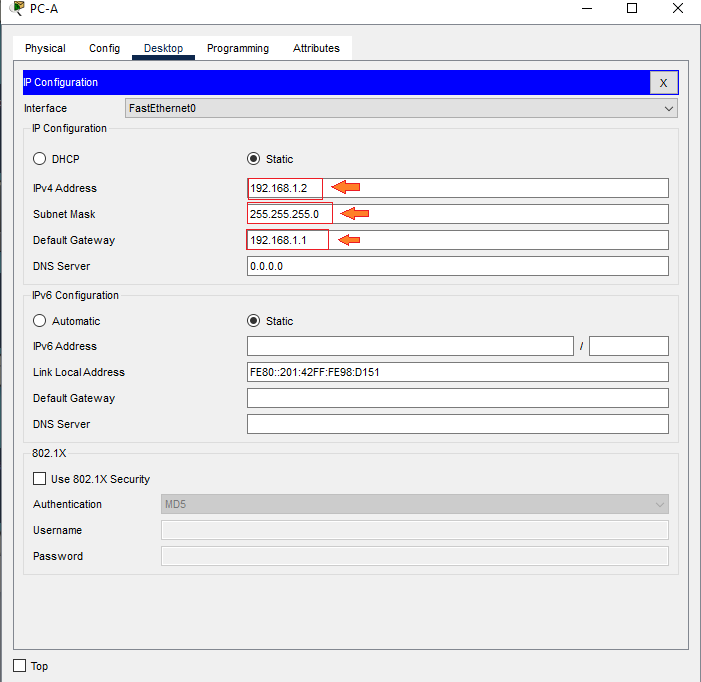 PC-A
Physical Config Desktop Programming Attributes
IP Configuration X
Interface FastEthernet0
IP Configuration
DHCP Static
IPv4 Address 192.168.1.2
Subnet Mask 255.255.255.0
Default Gateway 192.168.1.1
DNS Server 0.0.0.0
IPv6 Configuration
Automatic Static
IPv6 Address /
Link Local Address FE80::201:42FF:FE98:D151
Default Gateway
DNS Server
802.1X
Use 802.1X Security
Authentication MD5
Username
Password
Top